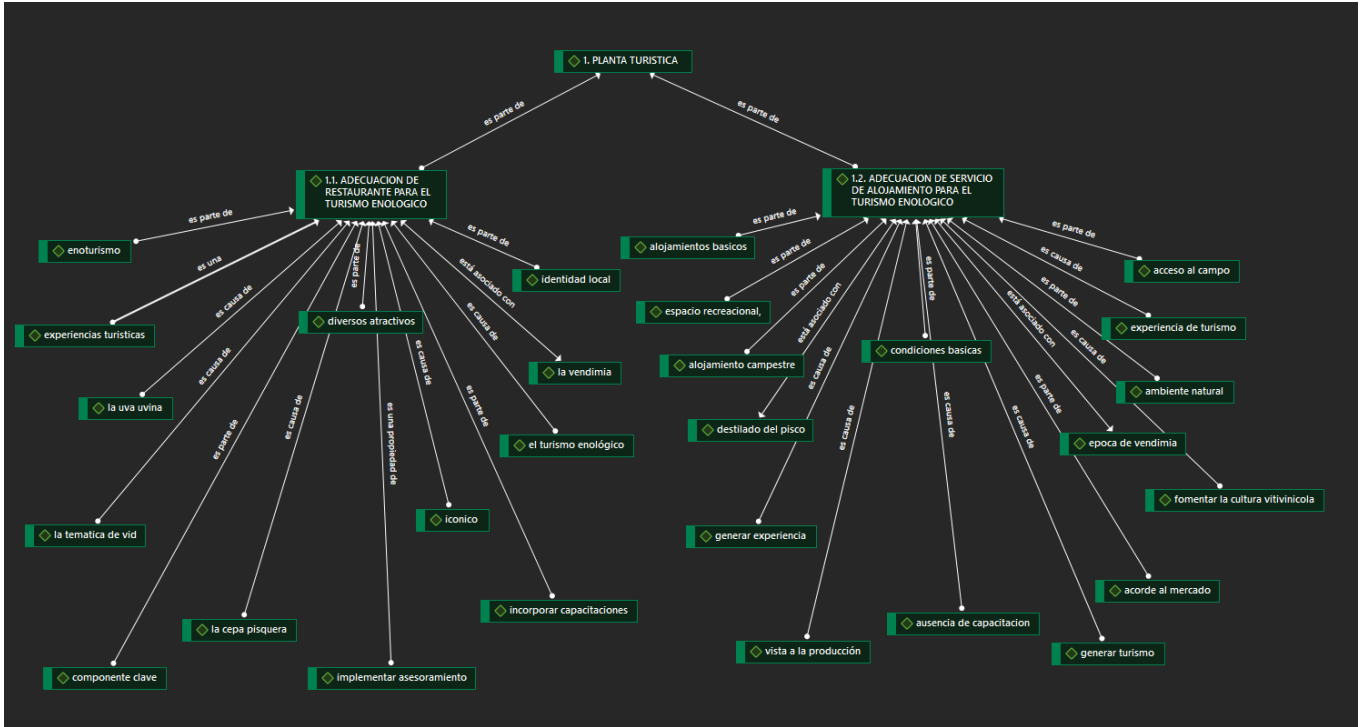 1. PLANTA TURISTICA
es parte de
es parte de
1.1. ADECUACION DE
RESTAURANTE PARA EL
TURISMO ENOLOGICO
1.2. ADECUACION DE SERVICIO
DE ALOJAMIENTO PARA EL
TURISMO ENOLOGICO
es parte de
enoturismo
es una
experiencias turisticas
es causa de
la uva uvina
es causa de
la tematica de vid
es parte de
componente clave
es causa de
la cepa pisquera
es parte de
diversos atractivos
es una propiedad de
implementar asesoramiento
es causa de
iconico
es parte de
incorporar capacitaciones
es causa de
el turismo enológico
está asociado con
la vendimia
es parte de
identidad local
es parte de
alojamientos basicos
es parte de
espacio recreacional,
es parte de
alojamiento campestre
está asociado con
destilado del pisco
es causa de
generar experiencia
es causa de
vista a la producción
es parte de
condiciones basicas
es causa de
ausencia de capacitacion
es causa de
generar turismo
es parte de
acorde al mercado
está asociado con
epoca de vendimia
es causa de
fomentar la cultura vitivinicola
es parte de
ambiente natural
es causa de
experiencia de turismo
es parte de
acceso al campo